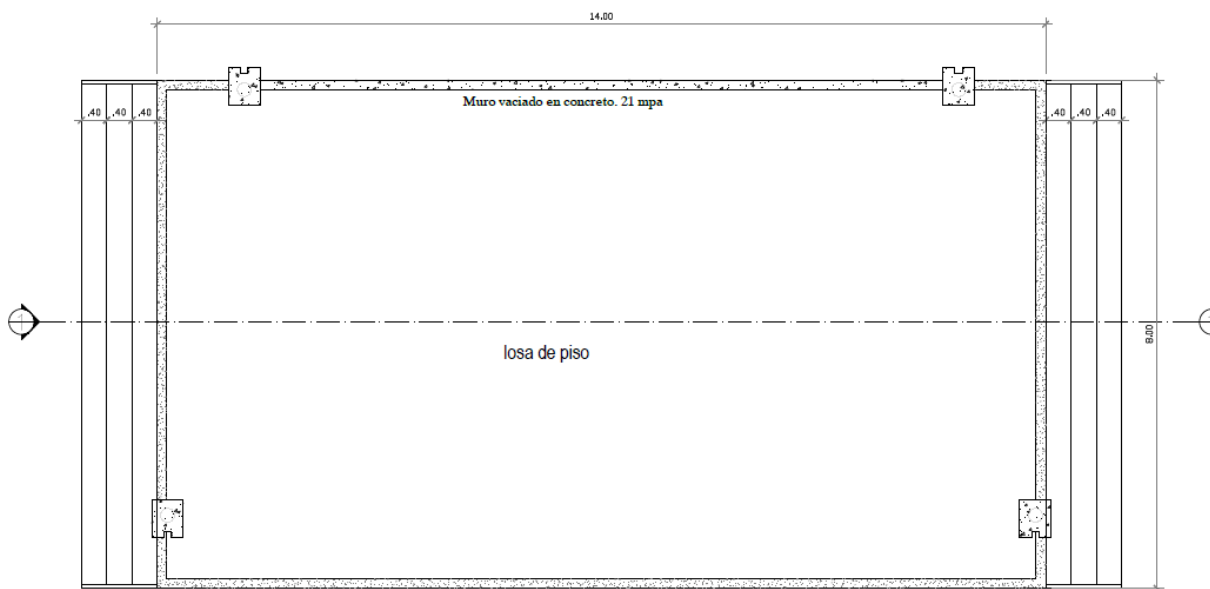 14.00
Muro vaciado en concreto. 21 mpa
.40 .40 .40
.40 .40 .40
8.00
losa de piso